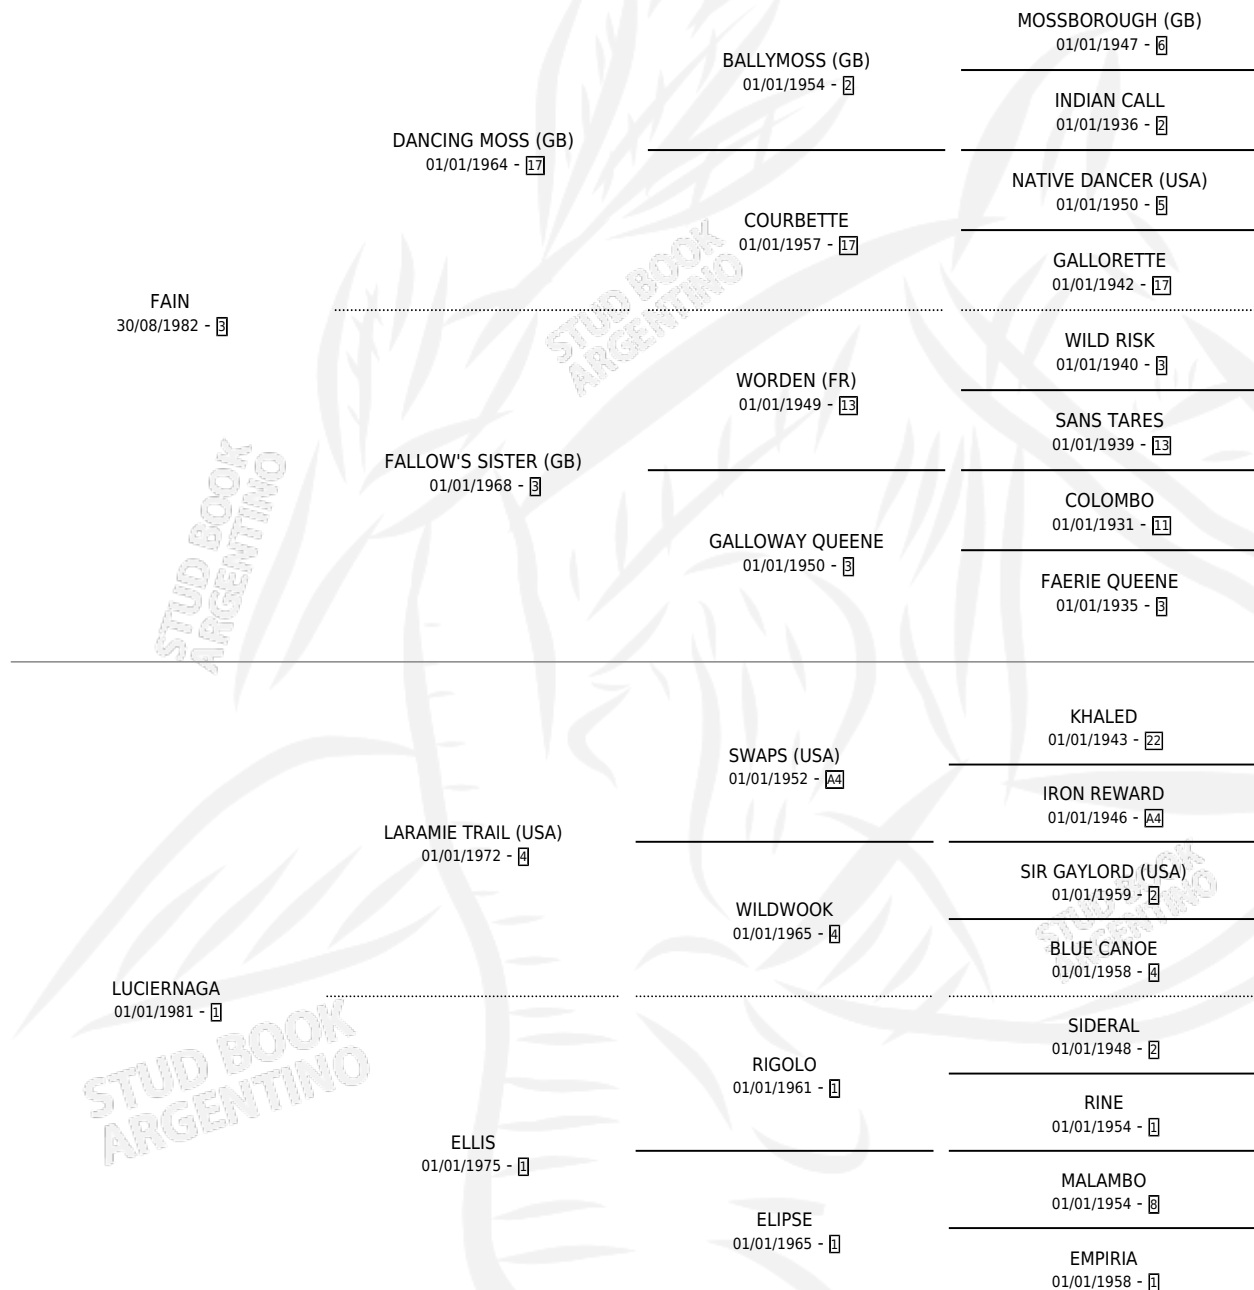 MOSSBOROUGH (GB)
01/01/1947 - 6
BALLYMOSS (GB)
01/01/1954 - 2
INDIAN CALL
01/01/1936 - 2
DANCING MOSS (GB)
01/01/1964 - 17
NATIVE DANCER (USA)
01/01/1950 - 5
COURBETTE
01/01/1957 - 17
GALLORETTE
01/01/1942 - 17
FAIN
30/08/1982 - 3
STUD BOOK
ARGENTINO
WILD RISK
01/01/1940 - 3
WORDEN (FR)
01/01/1949 - 13
SANS TARES
01/01/1939 - 13
FALLOW'S SISTER (GB)
01/01/1968 - 3
COLOMBO
01/01/1931 - 11
GALLOWAY QUEENE
01/01/1950 - 3
FAERIE QUEENE
01/01/1935 - 3
STUD BOOK
ARGENTINO
KHALED
01/01/1943 - 22
SWAPS (USA)
01/01/1952 - A4
IRON REWARD
01/01/1946 - A4
LARAMIE TRAIL (USA)
01/01/1972 - 4
SIR GAYLORD (USA)
01/01/1959 - 2
WILDWOOK
01/01/1965 - 4
STUD BOOK
ARGENTINO
BLUE CANOE
01/01/1958 - 4
LUCIERNAGA
01/01/1981 - 1
STUD BOOK
ARGENTINO
SIDERAL
01/01/1948 - 2
RIGOLO
01/01/1961 - 1
RINE
01/01/1954 - 1
ELLIS
01/01/1975 - 1
MALAMBO
01/01/1954 - 8
ELIPSE
01/01/1965 - 1
EMPIRIA
01/01/1958 - 1